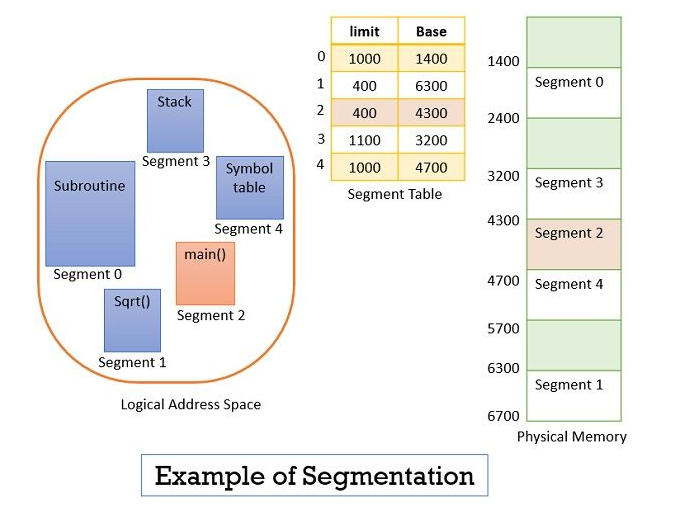 Stack
Segment 3
Subroutine
Segment 0
Symbol
table
Segment 4
main()
Segment 2
Sqrt()
Segment 1
Logical Address Space
limit Base
0 1000 1400
1 400 6300
2 400 4300
3 1100 3200
4 1000 4700
Segment Table
1400
Segment 0
2400
3200
Segment 3
4300
Segment 2
4700
Segment 4
5700
6300
Segment 1
6700
Physical Memory
Example of Segmentation